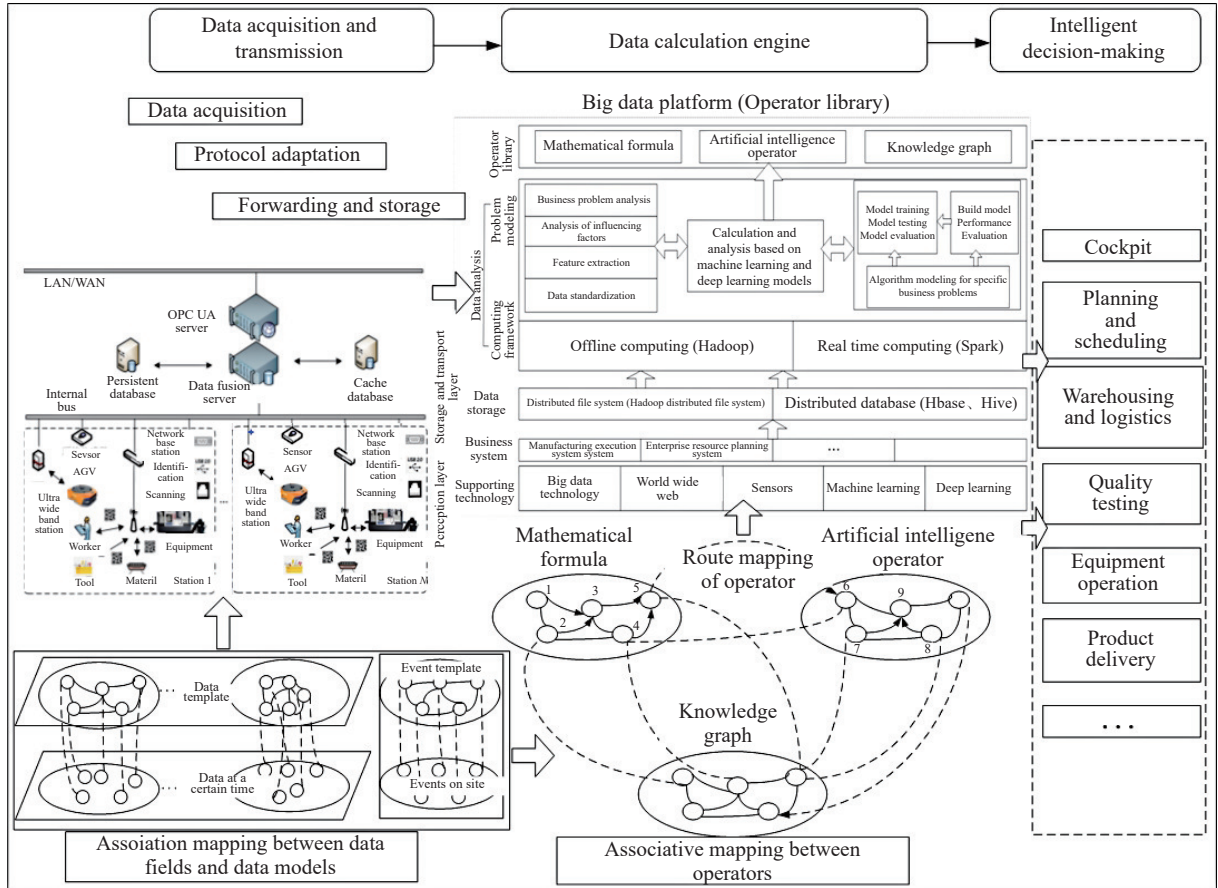 Data acquisition and
transmission
Data calculation engine
Intelligent
decision-making
Data acquisition
Protocol adaptation
Forwarding and storage
LAN/WAN
OPC UA
server
Persistent
database
Data fusion
server
Cache
database
Internal
bus
Sevsor
AGV
Network base
station
Identifi-
cation
Scanning
Ultra
wide band
station
Worker
Equipment
Tool
Materil
Station 1
...
Sensor
AGV
Network base
station
Identifi-
cation
Scanning
Ultra
wide band
station
Worker
Equipment
Tool
Materil
Station
Big data platform (Operator library)
Operator
library
Mathematical formula
Artificial intelligence
operator
Knowledge graph
Data analysis
Problem
modeling
Business problem analysis
Analysis of influencing
factors
Feature extraction
Data standardization
Calculation and
analysis based on
machine learning and
deep learning models
Model training
Model testing
Model evaluation
Build model
Performance
Evaluation
Algorithm modeling for specific
business problems
Computing
framework
Offline computing (Hadoop)
Real time computing (Spark)
Storage and transport
layer
Data
storage
Distributed file system (Hadoop distributed file system)
Distributed database (Hbase、Hive)
Business
system
Manufacturing execution
system system
Enterprise resource planning
system
...
Perception layer
Supporting
technology
Big data
technology
World wide
web
Sensors
Machine learning
Deep learning
Cockpit
Planning
and
scheduling
Warehousing
and logistics
Quality
testing
Equipment
operation
Product
delivery
...
Mathematical
formula
Route mapping
of operator
Artificial intelligene
operator
1
2
3
4
5
6
7
8
9
Knowledge
graph
Associative mapping between
operators
Data
template
Event template
Data at a
certain time
Events on site
Assoiation mapping between data
fields and data models